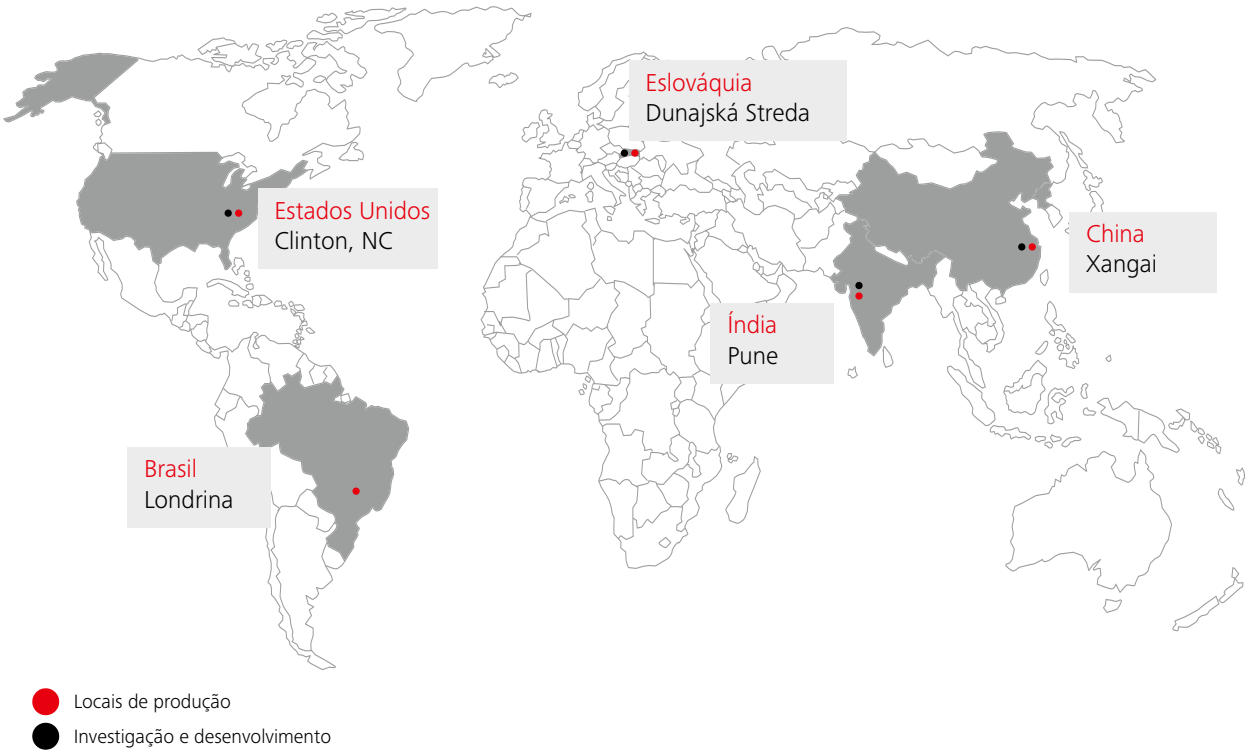 Eslováquia
Dunajská Streda
Estados Unidos
Clinton, NC
China
Xangai
Índia
Pune
Brasil
Londrina
Locais de produção
Investigação e desenvolvimento